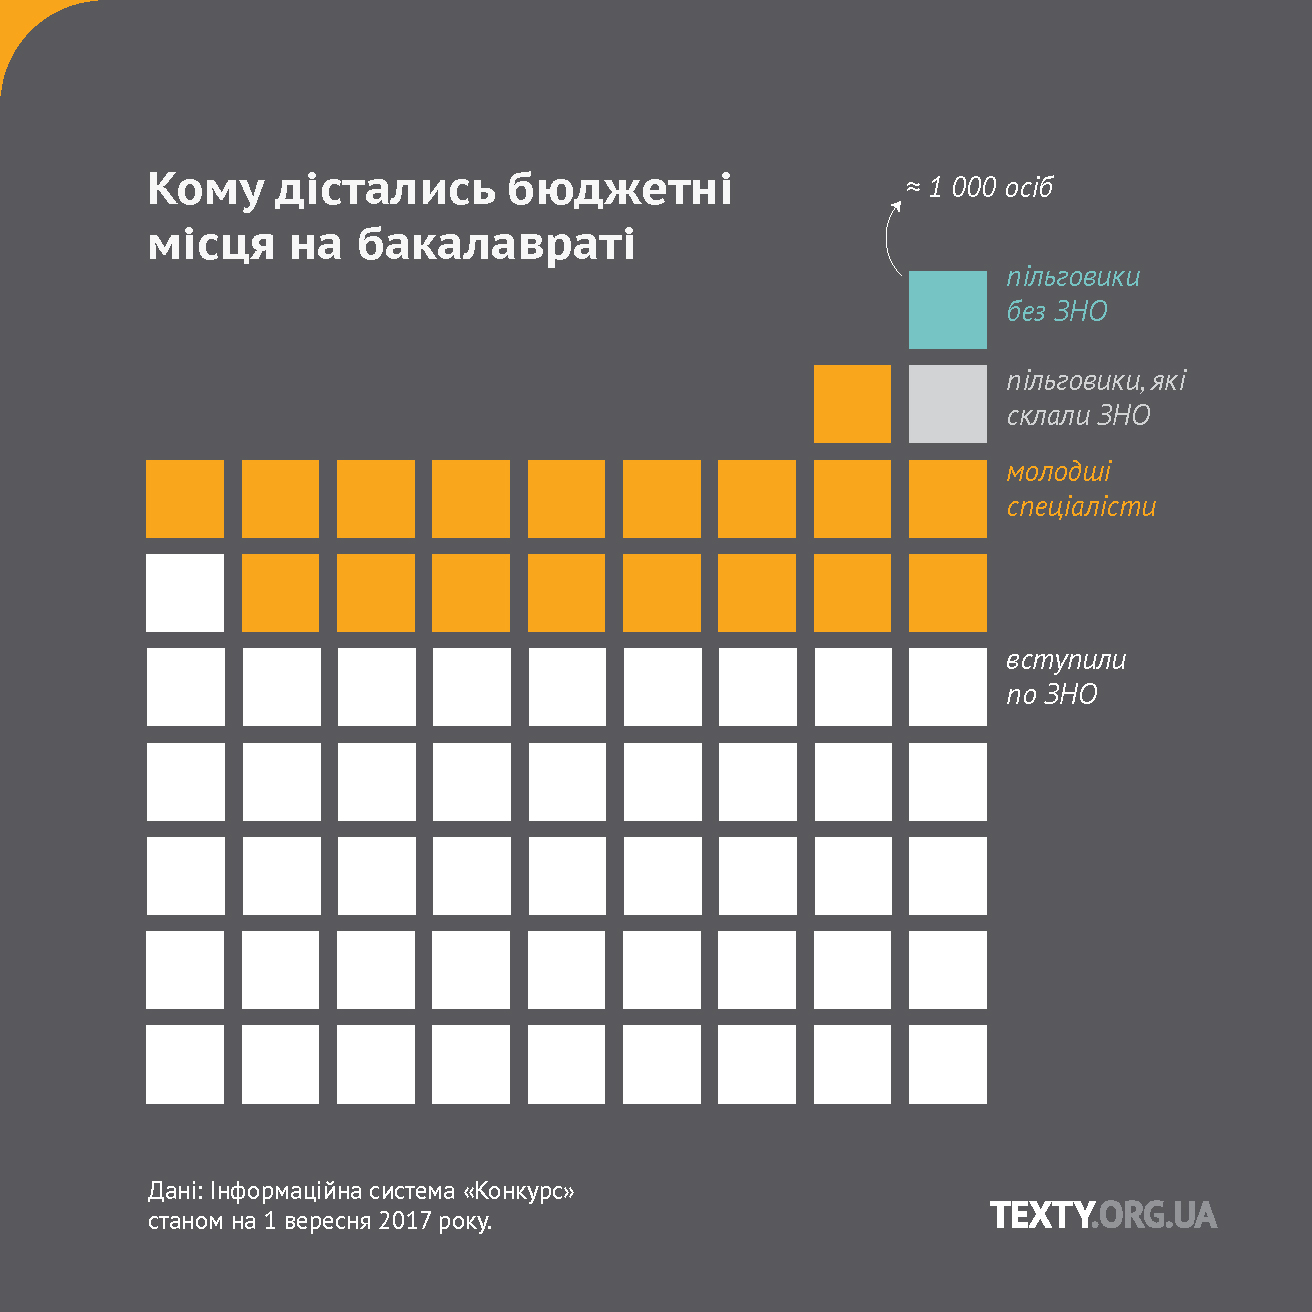 Кому дістались бюджетні
місця на бакалавраті
≈ 1 000 осіб
пільговики
без ЗНО
пільговики, які
склали ЗНО
молодші
спеціалісти
вступили
по ЗНО
Дані: Інформаційна система «Конкурс»
станом на 1 вересня 2017 року.
TEXTY.ORG.UA